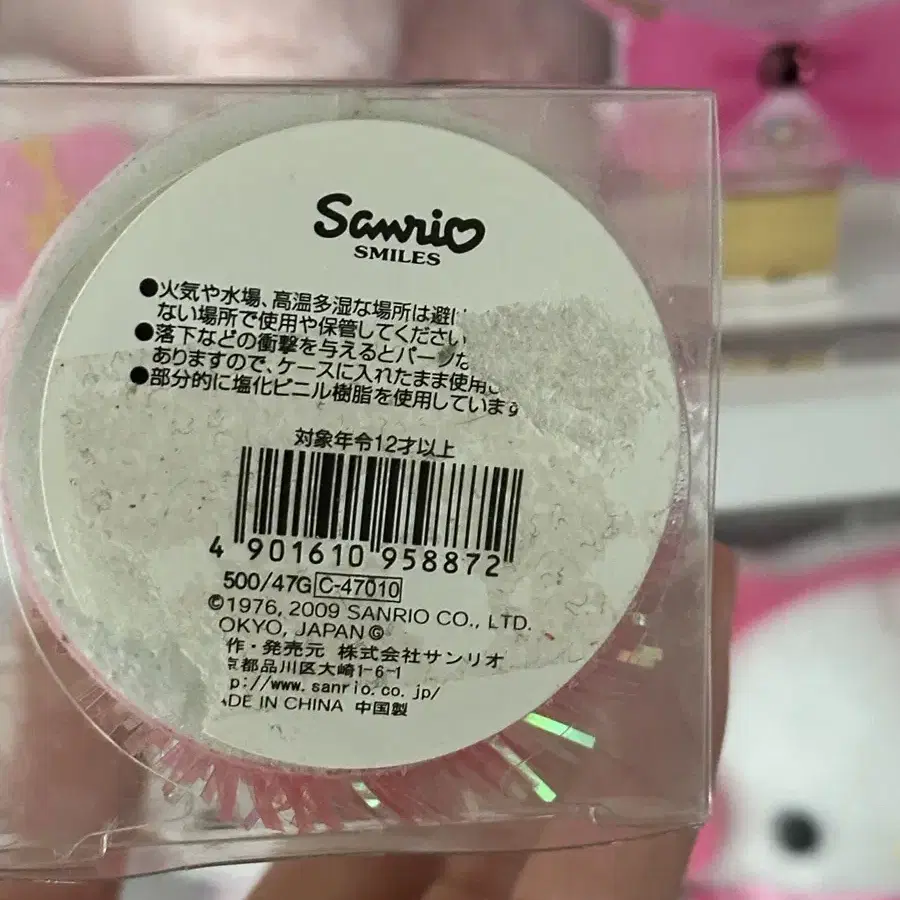 Sanrio
SMILES
●火気や水場、高温多湿な場所は避け
ない場所で使用や保管してください
●落下などの衝撃を与えるとパーツな
ありますので、ケースに入れたまま使用
●部分的に塩化ビニル樹脂を使用しています
対象年令12才以上
4 901610 958872
500/47G C-47010
©1976, 2009 SANRIO CO., LTD.
OKYO, JAPAN Ⓖ
作・発売元 株式会社サンリオ
京都品川区大崎1-6-1
p://www.sanrio.co.jp/
ADE IN CHINA 中国製